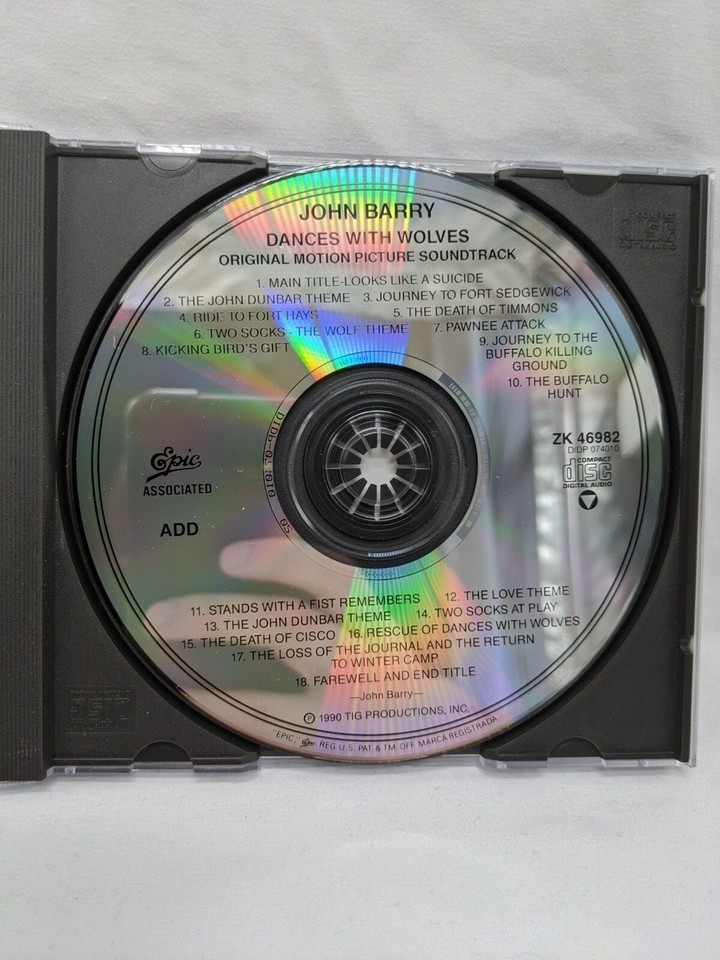 JOHN BARRY
DANCES WITH WOLVES
ORIGINAL MOTION PICTURE SOUNDTRACK
1. MAIN TITLE-LOOKS LIKE A SUICIDE
2. THE JOHN DUNBAR THEME 3. JOURNEY TO FORT SEDGEWICK
4. RIDE TO FORT HAYS 5. THE DEATH OF TIMMONS
6. TWO SOCKS - THE WOLF THEME 7. PAWNEE ATTACK
8. KICKING BIRD'S GIFT
9. JOURNEY TO THE
BUFFALO KILLING
GROUND
10. THE BUFFALO
HUNT
Epic
ASSOCIATED
ADD
ZK 46982
DIDP 074010
COMPACT
disc
DIGITAL AUDIO
11. STANDS WITH A FIST REMEMBERS 12. THE LOVE THEME
13. THE JOHN DUNBAR THEME 14. TWO SOCKS AT PLAY
15. THE DEATH OF CISCO 16. RESCUE OF DANCES WITH WOLVES
17. THE LOSS OF THE JOURNAL AND THE RETURN
TO WINTER CAMP
18. FAREWELL AND END TITLE
—John Barry—
Ⓟ 1990 TIG PRODUCTIONS, INC.
"EPIC," Epic REG U.S. PAT & TM OFF MARCA REGISTRADA
COMPACT
disc
DIGITAL AUDIO